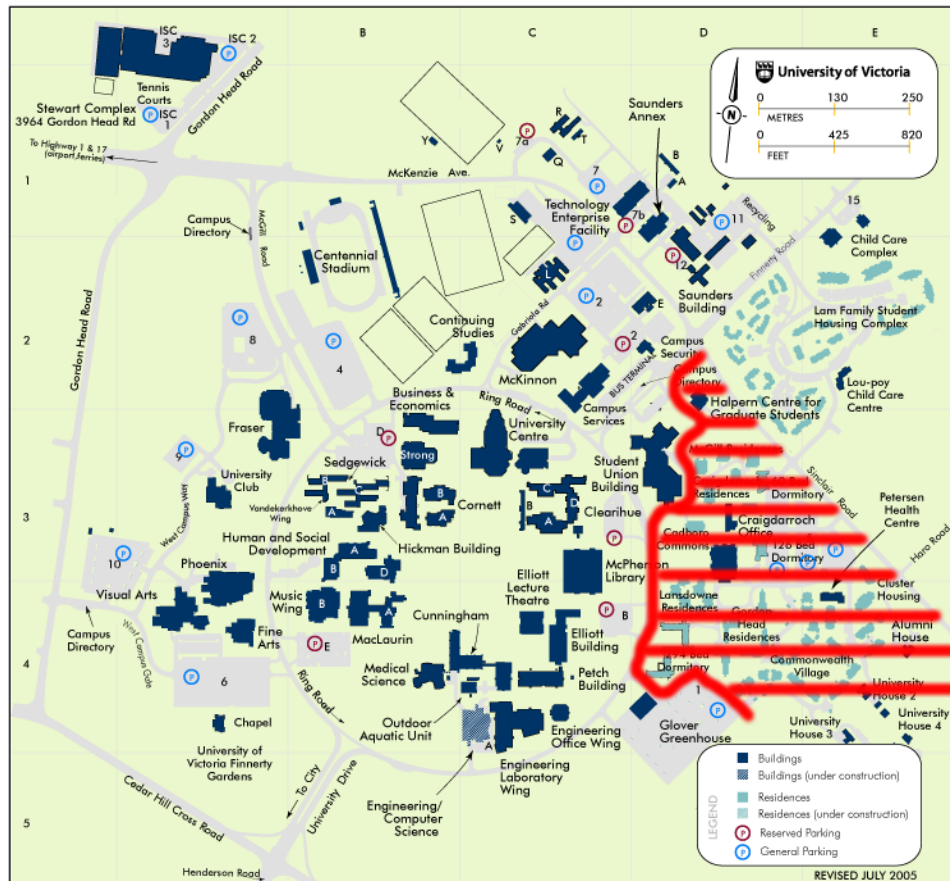 A
B
C
D
E
ISC
3
ISC 2
Tennis
Courts
Stewart Complex
3964 Gordon Head Rd
ISC
1
Gordon Head Road
To Highway 1 & 17
(airport,ferries)
University of Victoria
N
0 130 250
METRES
0 425 820
FEET
Saunders
Annex
R
T
Y
V
7a
Q
B
A
7
1
McKenzie Ave.
Technology
Enterprise
Facility
7b
11
Recycling
15
S
12
Campus
Directory
McGill Road
Centennial
Stadium
Finnerty Road
Child Care
Complex
L
E
Saunders
Building
Lam Family Student
Housing Complex
Gordon Head Road
2
8
4
Continuing
Studies
Gabriola Rd
2
2
McKinnon
BUS TERMINAL
Campus
Security
Campus
Directory
Lou-poy
Child Care
Centre
Campus
Services
Halpern Centre for
Graduate Students
Business &
Economics
Ring Road
University
Centre
Fraser
D
Strong
Student
Union
Building
9
University
Club
Sedgewick
B
C
Vandekerkhove
Wing
A
Cornett
B
A
C
D
B
A
Clearihue
Residences
Dormitory
Sinclair Road
Petersen
Health
Centre
3
West Campus Way
Human and Social
Development
Hickman Building
Craigdarroch
Office
Cadboro
Commons
126 Bed
Dormitory
Haro Road
10
Phoenix
A
B
D
McPherson
Library
Visual Arts
Music
Wing
B
A
Elliott
Lecture
Theatre
Cluster
Housing
Lansdowne
Residences
Campus
Directory
West Campus Gate
Fine
Arts
MacLaurin
E
Cunningham
B
Elliott
Building
Gordon
Head
Residences
Alumni
House
4
6
Medical
Science
Petch
Building
294 Bed
Dormitory
Commonwealth
Village
1
University
House 2
Ring Road
Chapel
Outdoor
Aquatic Unit
A
Engineering
Office Wing
Glover
Greenhouse
University
House 3
University
House 4
University of
Victoria Finnerty
Gardens
Engineering
Laboratory
Wing
To City
University Drive
Engineering/
Computer
Science
Cedar Hill Cross Road
5
Henderson Road
LEGEND
Buildings
Buildings (under construction)
Residences
Residences (under construction)
P Reserved Parking
P General Parking
REVISED JULY 2005